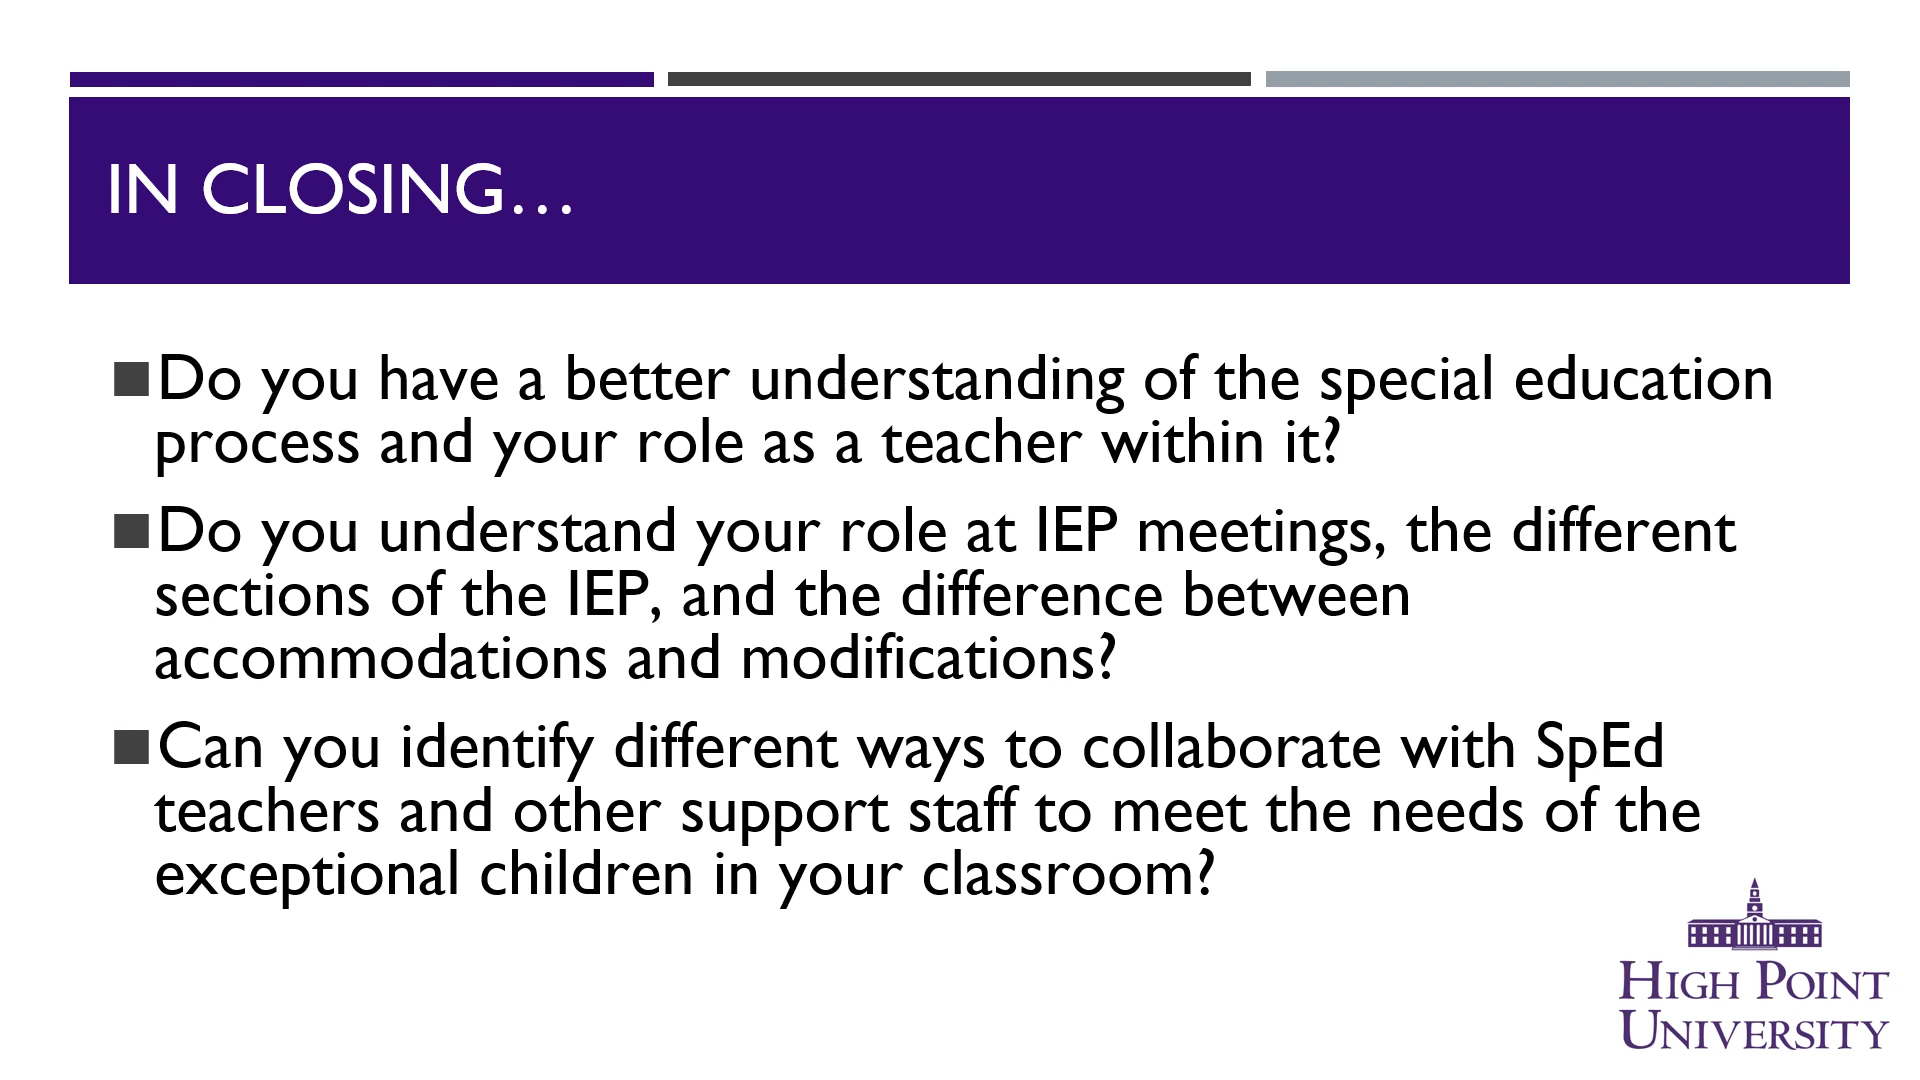 IN CLOSING…
Do you have a better understanding of the special education
process and your role as a teacher within it?
Do you understand your role at IEP meetings, the different
sections of the IEP, and the difference between
accommodations and modifications?
Can you identify different ways to collaborate with SpEd
teachers and other support staff to meet the needs of the
exceptional children in your classroom?
HIGH POINT
UNIVERSITY